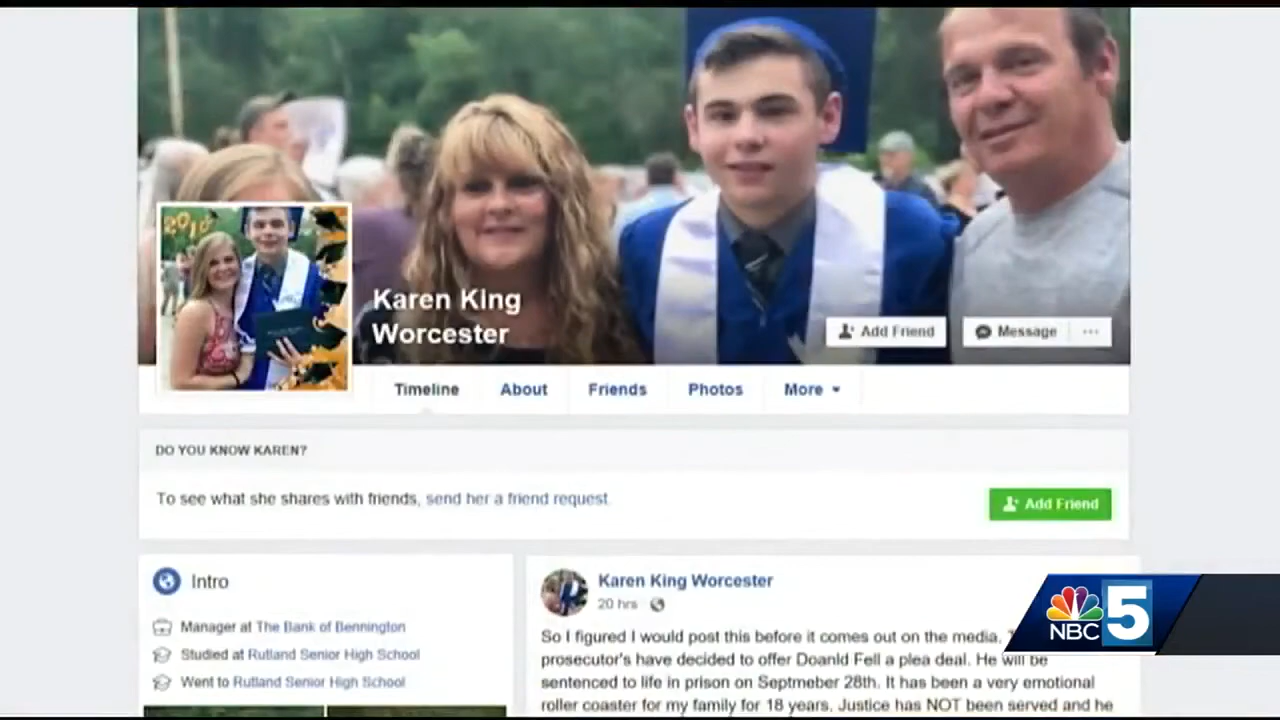 2018
Karen King
Worcester
Add Friend
Message
Timeline
About
Friends
Photos
More
DO YOU KNOW KAREN?
To see what she shares with friends, send her a friend request.
Add Friend
Intro
Manager at The Bank of Bennington
Studied at Rutland Senior High School
Went to Rutland Senior High School
Karen King Worcester
20 hrs
So I figured I would post this before it comes out on the media.
prosecutor's have decided to offer Doanld Fell a plea deal. He will be
sentenced to life in prison on Septmeber 28th. It has been a very emotional
roller coaster for my family for 18 years. Justice has NOT been served and he
NBC 5